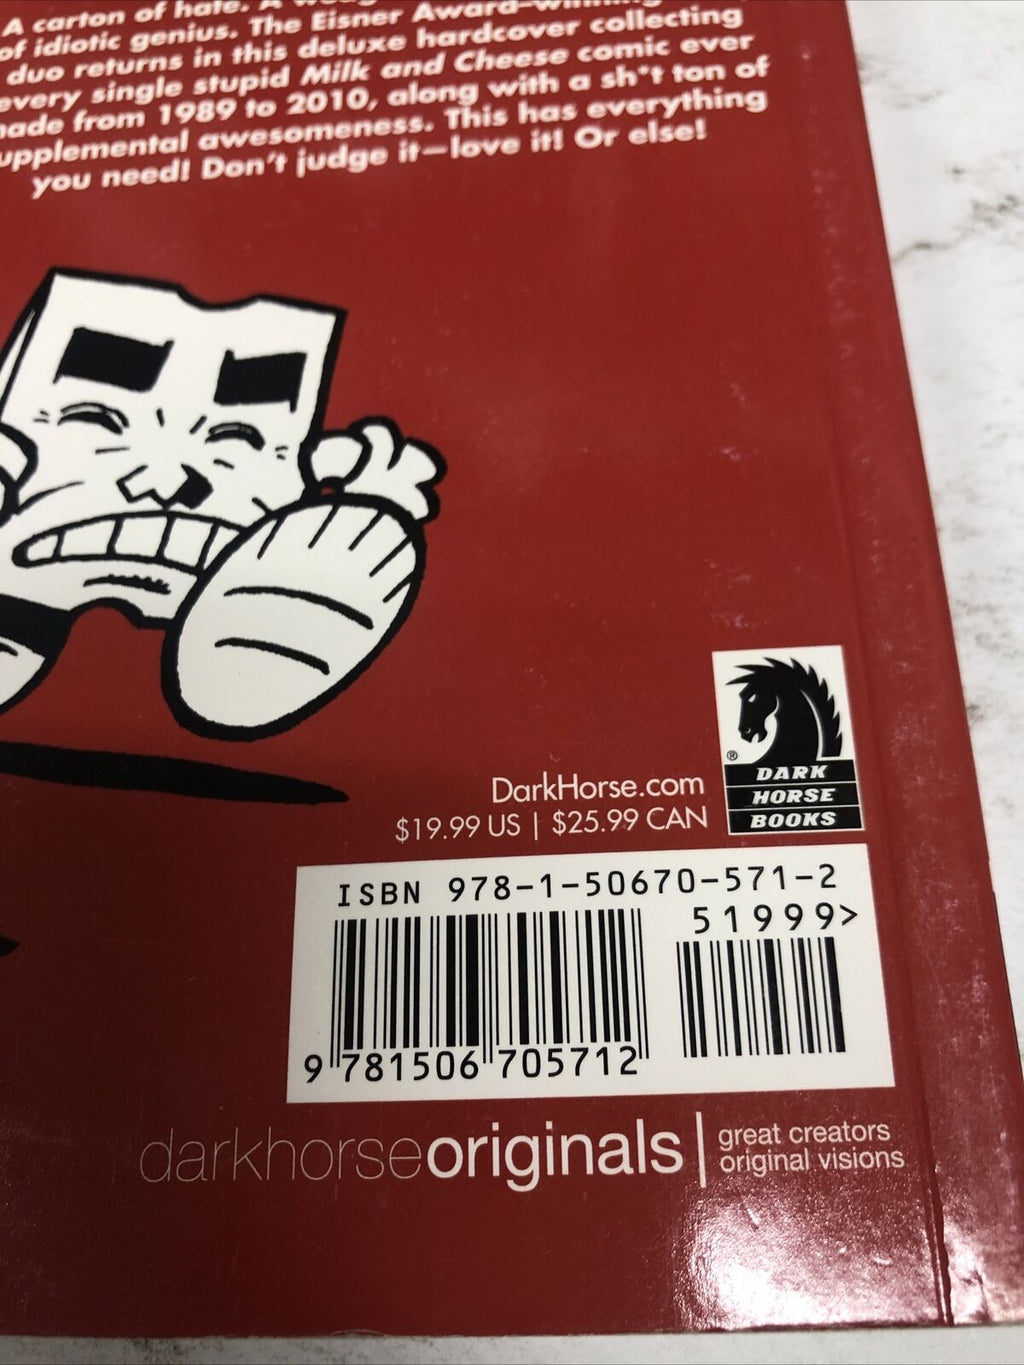 A carton of hate. A
of idiotic genius. The Eisner Award–winning
duo returns in this deluxe hardcover collecting
every single stupid Milk and Cheese comic ever
made from 1989 to 2010, along with a sh*t ton of
supplemental awesomeness. This has everything
you need! Don't judge it—love it! Or else!
®
DARK
HORSE
BOOKS
DarkHorse.com
$19.99 US | $25.99 CAN
ISBN 978-1-50670-571-2
51999>
9 781506 705712
darkhorseoriginals | great creators
original visions